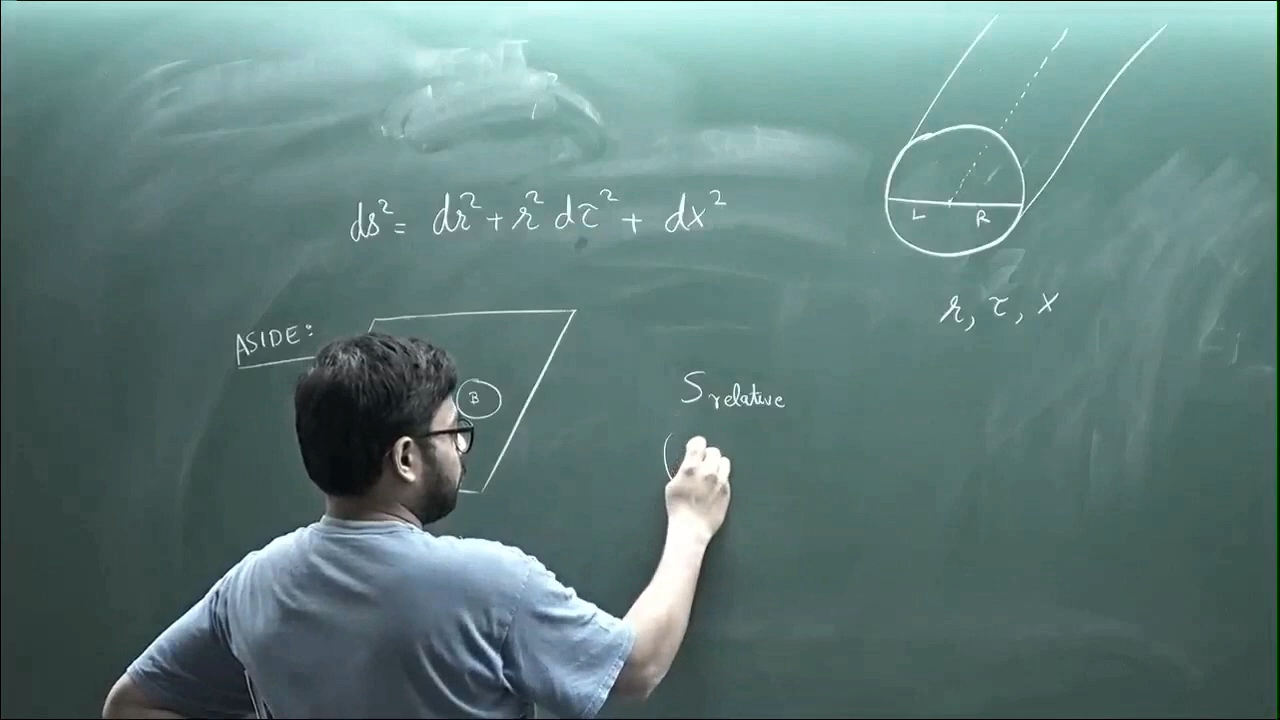 ds² = dr² + r² dτ² + dx²
L R
r, τ, x
ASIDE:
B
S relative
(